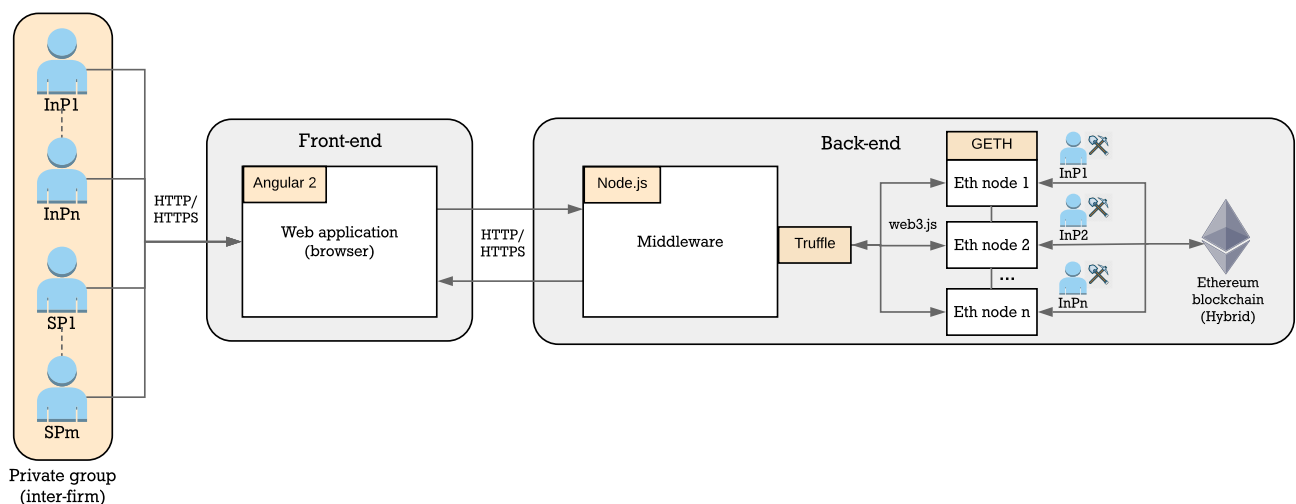 InP1
InPn
SP1
SPm
Private group
(inter-firm)
HTTP/
HTTPS
Front-end
Angular 2
Web application
(browser)
HTTP/
HTTPS
Back-end
Node.js
Middleware
Truffle
web3.js
GETH
Eth node 1
Eth node 2
...
Eth node n
InP1
InP2
InPn
Ethereum
blockchain
(Hybrid)